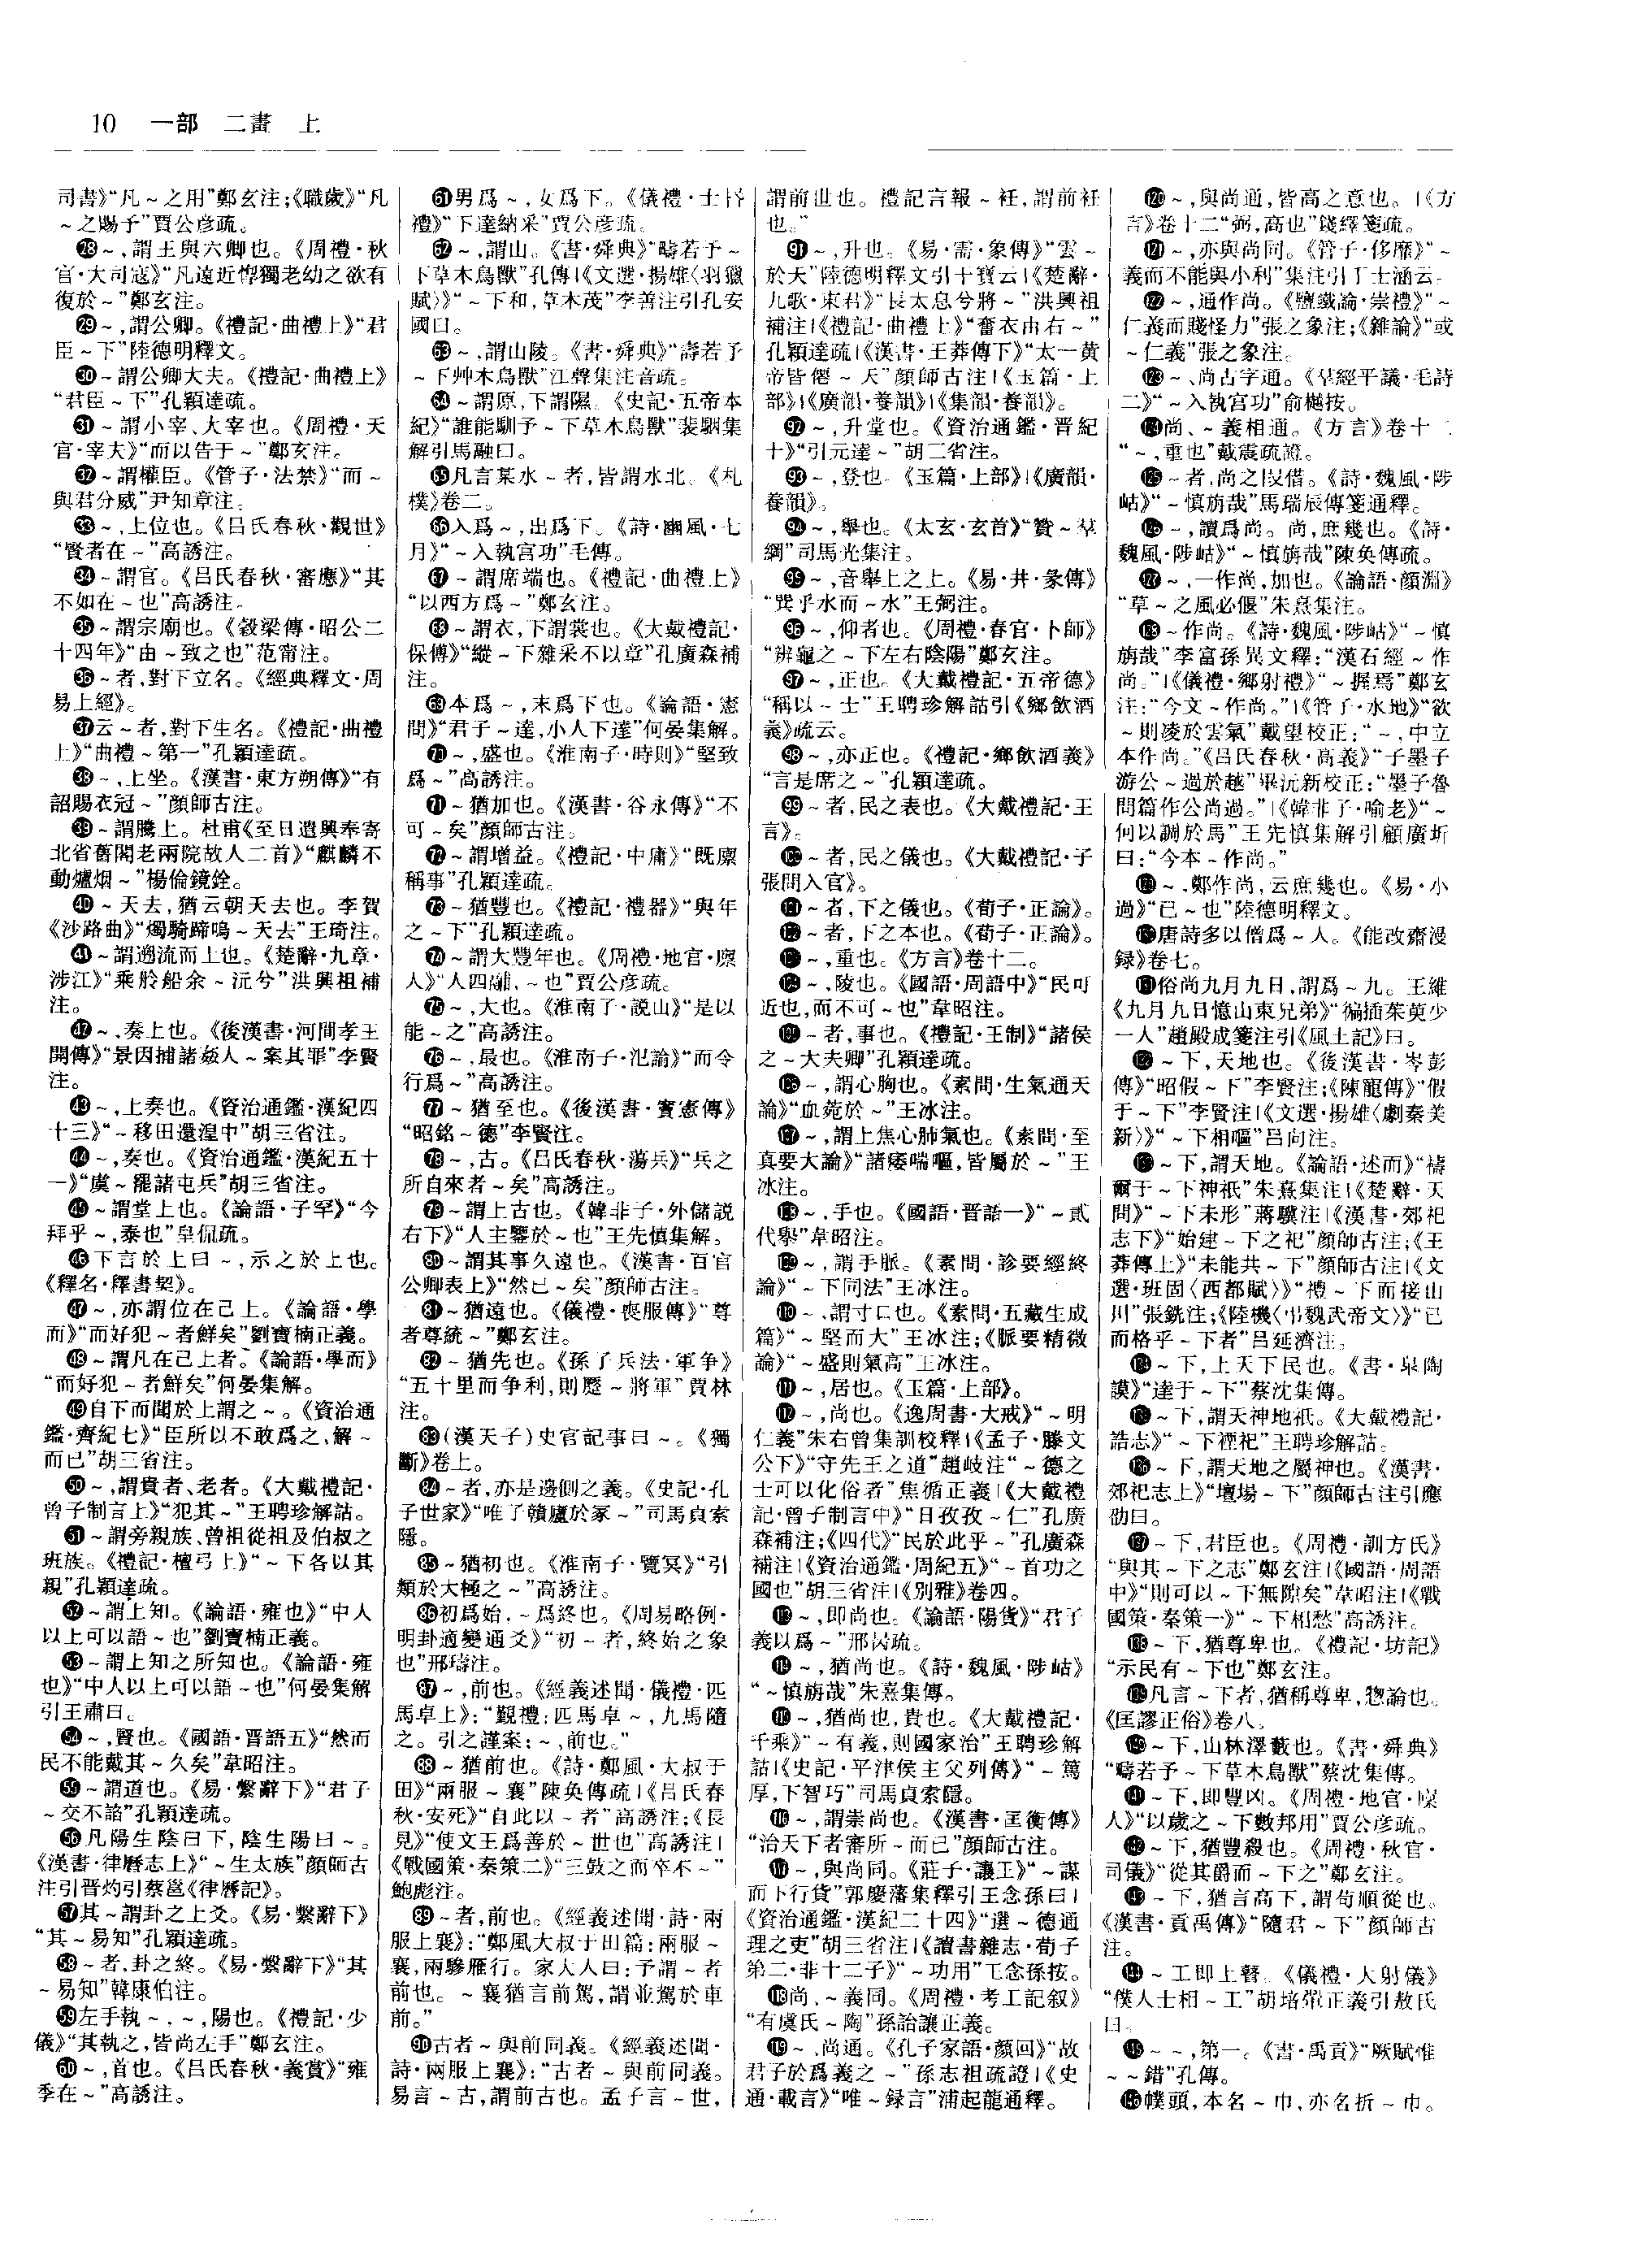 10 一部 二畫 上
司書》“凡～之用”鄭玄注;《職歲》“凡
～之賜予”賈公彦疏。
㉘～,謂王與六卿也。《周禮·秋
官·大司寇》“凡遠近惸獨老幼之欲有
復於～”鄭玄注。
㉙～,謂公卿。《禮記·曲禮上》“君
臣～下”陸德明釋文。
㉚～謂公卿大夫。《禮記·曲禮上》
“君臣～下”孔穎達疏。
㉛～謂小宰、大宰也。《周禮·天
官·宰夫》“而以告于～”鄭玄注。
㉜～謂權臣。《管子·法禁》“而～
與君分威”尹知章注。
㉝～,上位也。《吕氏春秋·觀世》
“賢者在～”高誘注。
㉞～謂官。《吕氏春秋·審應》“其
不如在～也”高誘注。
㉟～謂宗廟也。《穀梁傳·昭公二
十四年》“由～致之也”范甯注。
㊱～者,對下立名。《經典釋文·周
易上經》。
㊲云～者,對下生名。《禮記·曲禮
上》“曲禮～第一”孔穎達疏。
㊳～,上坐。《漢書·東方朔傳》“有
詔賜衣冠～”顔師古注。
㊴～謂騰上。杜甫《至日遣興奉寄
北省舊閣老兩院故人二首》“麒麟不
動爐烟～”楊倫鏡銓。
㊵～天去,猶云朝天去也。李賀
《沙路曲》“燭騎蹄鳴～天去”王琦注。
㊶～謂遡流而上也。《楚辭·九章·
涉江》“乘舲船余～沅兮”洪興祖補
注。
㊷～,奏上也。《後漢書·河間孝王
開傳》“景因捕諸姦人～案其罪”李賢
注。
㊸～,上奏也。《資治通鑑·漢紀四
十三》“～移田還湟中”胡三省注。
㊹～,奏也。《資治通鑑·漢紀五十
一》“虞～罷諸屯兵”胡三省注。
㊺～謂堂上也。《論語·子罕》“今
拜乎～,泰也”皇侃疏。
㊻下言於上曰～,示之於上也。
《釋名·釋書契》。
㊼～,亦謂位在己上。《論語·學
而》“而好犯～者鮮矣”劉寶楠正義。
㊽～謂凡在己上者。《論語·學而》
“而好犯～者鮮矣”何晏集解。
㊾自下而聞於上謂之～。《資治通
鑑·齊紀七》“臣所以不敢爲之,解～
而已”胡三省注。
㊿～,謂貴者、老者。《大戴禮記·
曾子制言上》“犯其～”王聘珍解詁。
51～謂旁親族、曾祖從祖及伯叔之
班族。《禮記·檀弓上》“～下各以其
親”孔穎達疏。
52～謂上知。《論語·雍也》“中人
以上可以語～也”劉寶楠正義。
53～謂上知之所知也。《論語·雍
也》“中人以上可以語～也”何晏集解
引王肅曰。
54～,賢也。《國語·晋語五》“然而
民不能戴其～久矣”韋昭注。
55～謂道也。《易·繫辭下》“君子
～交不諂”孔穎達疏。
56凡陽生陰曰下,陰生陽曰～。
《漢書·律曆志上》“～生太族”顔師古
注引晋灼引蔡邕《律曆記》。
57其～謂卦之上爻。《易·繫辭下》
“其～易知”孔穎達疏。
58～者,卦之終。《易·繫辭下》“其
～易知”韓康伯注。
59左手執～,～,陽也。《禮記·少
儀》“其執之,皆尚左手”鄭玄注。
60～,首也。《吕氏春秋·義賞》“雍
季在～”高誘注。
61男爲～,女爲下。《儀禮·士昏
禮》“下達納采”賈公彦疏。
62～,謂山。《書·舜典》“疇若予～
下草木鳥獸”孔傳|《文選·揚雄〈羽獵
賦〉》“～下和,草木茂”李善注引孔安
國曰。
63～,謂山陵。《書·舜典》“壽若予
～下艸木鳥獸”江聲集注音疏。
64～謂原,下謂隰。《史記·五帝本
紀》“誰能馴予～下草木鳥獸”裴駰集
解引馬融曰。
65凡言某水～者,皆謂水北。《札
樸》卷二。
66入爲～,出爲下。《詩·豳風·七
月》“～入執宫功”毛傳。
67～謂席端也。《禮記·曲禮上》
“以西方爲～”鄭玄注。
68～謂衣,下謂裳也。《大戴禮記·
保傅》“縱～下雜采不以章”孔廣森補
注。
69本爲～,末爲下也。《論語·憲
問》“君子～達,小人下達”何晏集解。
70～,盛也。《淮南子·時則》“堅致
爲～”高誘注。
71～猶加也。《漢書·谷永傳》“不
可～矣”顔師古注。
72～謂增益。《禮記·中庸》“既廪
稱事”孔穎達疏。
73～猶豐也。《禮記·禮器》“與年
之～下”孔穎達疏。
74～謂大豐年也。《周禮·地官·廪
人》“人四鬴,～也”賈公彦疏。
75～,大也。《淮南子·説山》“是以
能～之”高誘注。
76～,最也。《淮南子·氾論》“而令
行爲～”高誘注。
77～猶至也。《後漢書·竇憲傳》
“昭銘～德”李賢注。
78～,古。《吕氏春秋·蕩兵》“兵之
所自來者～矣”高誘注。
79～謂上古也。《韓非子·外儲説
右下》“人主鑒於～也”王先慎集解。
80～謂其事久遠也。《漢書·百官
公卿表上》“然已～矣”顔師古注。
81～猶遠也。《儀禮·喪服傳》“尊
者尊統～”鄭玄注。
82～猶先也。《孫子兵法·軍争》
“五十里而争利,則蹷～將軍”賈林
注。
83(漢天子)史官記事曰～。《獨
斷》卷上。
84～者,亦是邊側之義。《史記·孔
子世家》“唯子贛廬於冢～”司馬貞索
隱。
85～猶初也。《淮南子·覽冥》“引
類於太極之～”高誘注。
86初爲始,～爲終也。《周易略例·
明卦適變通爻》“初～者,終始之象
也”邢璹注。
87～,前也。《經義述聞·儀禮·匹
馬卓上》:“覲禮:匹馬卓～,九馬隨
之。引之謹案:～,前也。”
88～猶前也。《詩·鄭風·大叔于
田》“兩服～襄”陳奂傳疏|《吕氏春
秋·安死》“自此以～者”高誘注;《長
見》“使文王爲善於～世也”高誘注|
《戰國策·秦策二》“三鼓之而卒不～”
鮑彪注。
89～者,前也。《經義述聞·詩·兩
服上襄》:“鄭風大叔于田篇:兩服～
襄,兩驂雁行。家大人曰:予謂～者
前也。～襄猶言前駕,謂並駕於車
前。”
90古者～與前同義。《經義述聞·
詩·兩服上襄》:“古者～與前同義。
易言～古,謂前古也。孟子言～世,
謂前世也。禮記言報～衽,謂前衽
也。”
91～,升也。《易·需·象傳》“雲～
於天”陸德明釋文引干寶云|《楚辭·
九歌·東君》“長太息兮將～”洪興祖
補注|《禮記·曲禮上》“奮衣由右～”
孔穎達疏|《漢書·王莽傳下》“太一黄
帝皆僊～天”顔師古注|《玉篇·上
部》|《廣韻·養韻》|《集韻·養韻》。
92～,升堂也。《資治通鑑·晋紀
十》“引元達～”胡三省注。
93～,登也。《玉篇·上部》|《廣韻·
養韻》。
94～,舉也。《太玄·玄首》“贊～羣
綱”司馬光集注。
95～,音舉上之上。《易·井·彖傳》
“巽乎水而～水”王弼注。
96～,仰者也。《周禮·春官·卜師》
“辨龜之～下左右陰陽”鄭玄注。
97～,正也。《大戴禮記·五帝德》
“稱以～士”王聘珍解詁引《鄉飲酒
義》疏云。
98～,亦正也。《禮記·鄉飲酒義》
“言是席之～”孔穎達疏。
99～者,民之表也。《大戴禮記·王
言》。
100～者,民之儀也。《大戴禮記·子
張問入官》。
101～者,下之儀也。《荀子·正論》。
102～者,下之本也。《荀子·正論》。
103～,重也。《方言》卷十二。
104～,陵也。《國語·周語中》“民可
近也,而不可～也”韋昭注。
105～者,事也。《禮記·王制》“諸侯
之～大夫卿”孔穎達疏。
106～,謂心胸也。《素問·生氣通天
論》“血菀於～”王冰注。
107～,謂上焦心肺氣也。《素問·至
真要大論》“諸痿喘嘔,皆屬於～”王
冰注。
108～,手也。《國語·晋語一》“～貳
代舉”韋昭注。
109～,謂手脈。《素問·診要經終
論》“～下同法”王冰注。
110～,謂寸口也。《素問·五藏生成
篇》“～堅而大”王冰注;《脈要精微
論》“～盛則氣高”王冰注。
111～,居也。《玉篇·上部》。
112～,尚也。《逸周書·大戒》“～明
仁義”朱右曾集訓校釋|《孟子·滕文
公下》“守先王之道”趙岐注“～德之
士可以化俗者”焦循正義|《大戴禮
記·曾子制言中》“日孜孜～仁”孔廣
森補注;《四代》“民於此乎～”孔廣森
補注|《資治通鑑·周紀五》“～首功之
國也”胡三省注|《别雅》卷四。
113～,即尚也。《論語·陽貨》“君子
義以爲～”邢昺疏。
114～,猶尚也。《詩·魏風·陟岵》
“～慎旃哉”朱熹集傳。
115～,猶尚也,貴也。《大戴禮記·
千乘》“～有義,則國家治”王聘珍解
詁|《史記·平津侯主父列傳》“～篤
厚,下智巧”司馬貞索隱。
116～,謂崇尚也。《漢書·匡衡傳》
“治天下者審所～而已”顔師古注。
117～,與尚同。《莊子·讓王》“～謀
而下行貨”郭慶藩集釋引王念孫曰|
《資治通鑑·漢紀二十四》“選～德通
理之吏”胡三省注|《讀書雜志·荀子
第二·非十二子》“～功用”王念孫按。
118尚、～義同。《周禮·考工記叙》
“有虞氏～陶”孫詒讓正義。
119～、尚通。《孔子家語·顔回》“故
君子於爲義之～”孫志祖疏證|《史
通·載言》“唯～録言”浦起龍通釋。
120～,與尚通,皆高之意也。|《方
言》卷十二“弼,高也”錢繹箋疏。
121～,亦與尚同。《管子·侈靡》“～
義而不能與小利”集注引丁士涵云。
122～,通作尚。《鹽鐵論·崇禮》“～
仁義而賤怪力”張之象注;《雜論》“或
～仁義”張之象注。
123～、尚古字通。《羣經平議·毛詩
二》“～入執宫功”俞樾按。
124尚、～義相通。《方言》卷十二
“～,重也”戴震疏證。
125～者,尚之叚借。《詩·魏風·陟
岵》“～慎旃哉”馬瑞辰傳箋通釋。
126～,讀爲尚。尚,庶幾也。《詩·
魏風·陟岵》“～慎旃哉”陳奂傳疏。
127～,一作尚,加也。《論語·顔淵》
“草～之風必偃”朱熹集注。
128～作尚。《詩·魏風·陟岵》“～慎
旃哉”李富孫異文釋:“漢石經～作
尚。”|《儀禮·鄉射禮》“～握焉”鄭玄
注:“今文～作尚。”|《管子·水地》“欲
～則凌於雲氣”戴望校正:“～,中立
本作尚。”《吕氏春秋·高義》“子墨子
游公～過於越”畢沅新校正:“墨子魯
問篇作公尚過。”|《韓非子·喻老》“～
何以調於馬”王先慎集解引顧廣圻
曰:“今本～作尚。”
129～,鄭作尚,云庶幾也。《易·小
過》“已～也”陸德明釋文。
130唐詩多以僧爲～人。《能改齋漫
録》卷七。
131俗尚九月九日,謂爲～九。王維
《九月九日憶山東兄弟》“徧插茱萸少
一人”趙殿成箋注引《風土記》曰。
132～下,天地也。《後漢書·岑彭
傳》“昭假～下”李賢注;《陳寵傳》“假
于～下”李賢注|《文選·揚雄〈劇秦美
新〉》“～下相嘔”吕向注。
133～下,謂天地。《論語·述而》“禱
爾于～下神祇”朱熹集注|《楚辭·天
問》“～下未形”蔣驥注|《漢書·郊祀
志下》“始建～下之祀”顔師古注;《王
莽傳上》“未能共～下”顔師古注|《文
選·班固〈西都賦〉》“禮～下而接山
川”張銑注;《陸機〈弔魏武帝文〉》“已
而格乎～下者”吕延濟注。
134～下,上天下民也。《書·皋陶
謨》“達于～下”蔡沈集傳。
135～下,謂天神地祇。《大戴禮記·
誥志》“～下禋祀”王聘珍解詁。
136～下,謂天地之屬神也。《漢書·
郊祀志上》“壇場～下”顔師古注引應
劭曰。
137～下,君臣也。《周禮·訓方氏》
“與其～下之志”鄭玄注|《國語·周語
中》“則可以～下無隙矣”韋昭注|《戰
國策·秦策一》“～下相愁”高誘注。
138～下,猶尊卑也。《禮記·坊記》
“示民有～下也”鄭玄注。
139凡言～下者,猶稱尊卑,惣論也。
《匡謬正俗》卷八。
140～下,山林澤藪也。《書·舜典》
“疇若予～下草木鳥獸”蔡沈集傳。
141～下,即豐凶。《周禮·地官·廩
人》“以歲之～下數邦用”賈公彦疏。
142～下,猶豐殺也。《周禮·秋官·
司儀》“從其爵而～下之”鄭玄注。
143～下,猶言高下,謂苟順從也。
《漢書·貢禹傳》“隨君～下”顔師古
注。
144～工即上瞽。《儀禮·大射儀》
“僕人士相～工”胡培翬正義引敖氏
曰。
145～～,第一。《書·禹貢》“厥賦惟
～～錯”孔傳。
146幞頭,本名～巾,亦名折～巾。